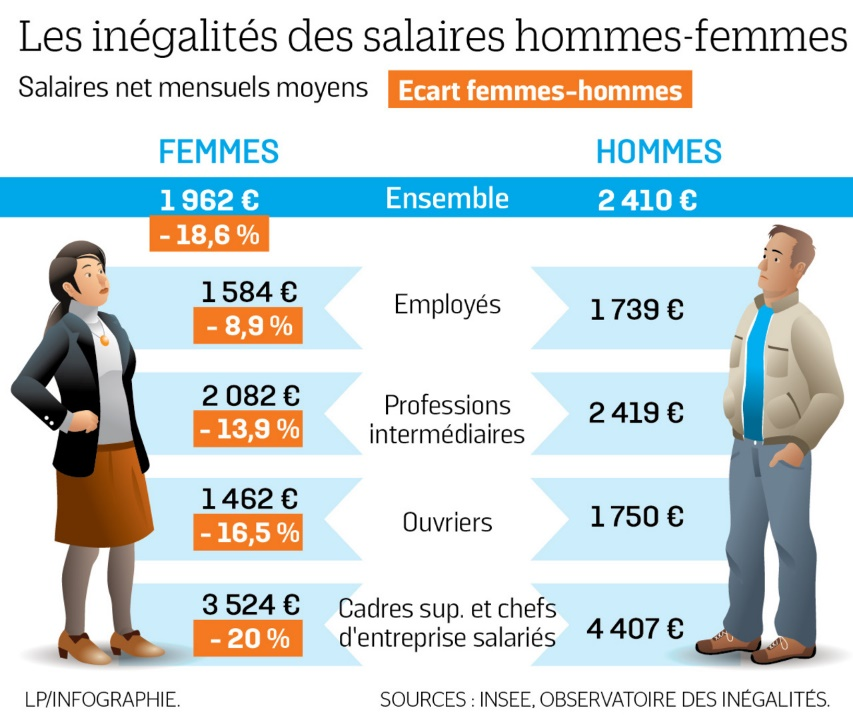 Les inégalités des salaires hommes-femmes
Salaires net mensuels moyens Ecart femmes-hommes
FEMMES HOMMES
1 962 € Ensemble 2 410 €
- 18,6 %
1 584 € Employés 1 739 €
- 8,9 %
2 082 € Professions 2 419 €
- 13,9 % intermédiaires
1 462 € Ouvriers 1 750 €
- 16,5 %
3 524 € Cadres sup. et chefs 4 407 €
- 20 % d'entreprise salariés
LP/INFOGRAPHIE. SOURCES : INSEE, OBSERVATOIRE DES INÉGALITÉS.